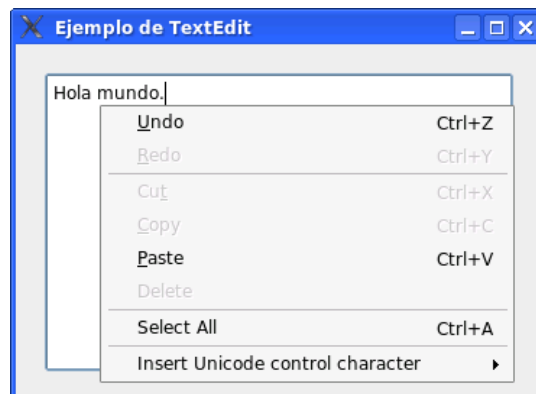 Ejemplo de TextEdit
Hola mundo.
Undo Ctrl+Z
Redo Ctrl+Y
Cut Ctrl+X
Copy Ctrl+C
Paste Ctrl+V
Delete
Select All Ctrl+A
Insert Unicode control character